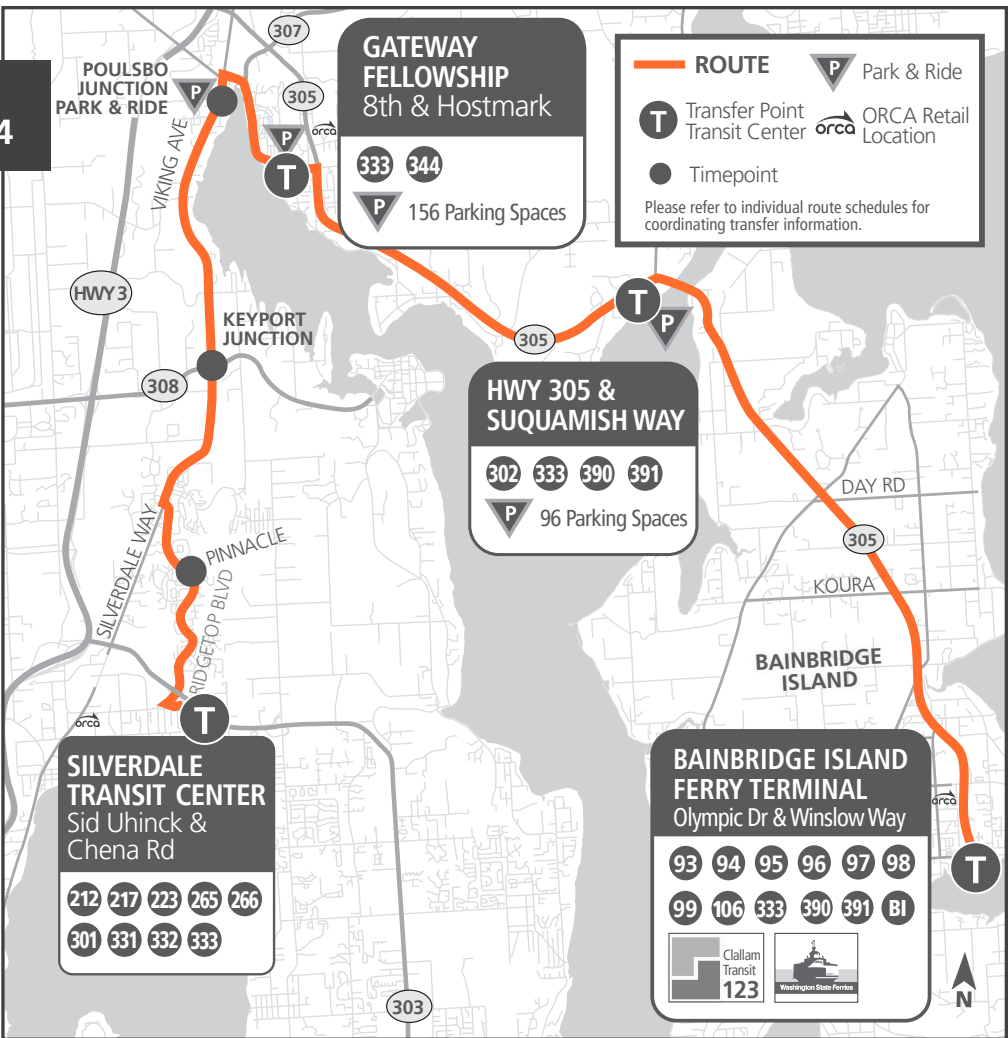 4
307
POULSBO
JUNCTION
PARK & RIDE
P
305
P
orca
T
VIKING AVE
GATEWAY
FELLOWSHIP
8th & Hostmark
333 344
P 156 Parking Spaces
ROUTE
P Park & Ride
T Transfer Point
Transit Center
orca ORCA Retail
Location
Timepoint
Please refer to individual route schedules for
coordinating transfer information.
HWY 3
KEYPORT
JUNCTION
308
305
T
P
HWY 305 &
SUQUAMISH WAY
302 333 390 391
P 96 Parking Spaces
DAY RD
305
KOURA
BAINBRIDGE
ISLAND
SILVERDALE WAY
PINNACLE
RIDGETOP BLVD
T
orca
SILVERDALE
TRANSIT CENTER
Sid Uhinck &
Chena Rd
212 217 223 265 266
301 331 332 333
303
BAINBRIDGE ISLAND
FERRY TERMINAL
Olympic Dr & Winslow Way
93 94 95 96 97 98
99 106 333 390 391 BI
Clallam
Transit
123
Washington State Ferries
orca
T
N